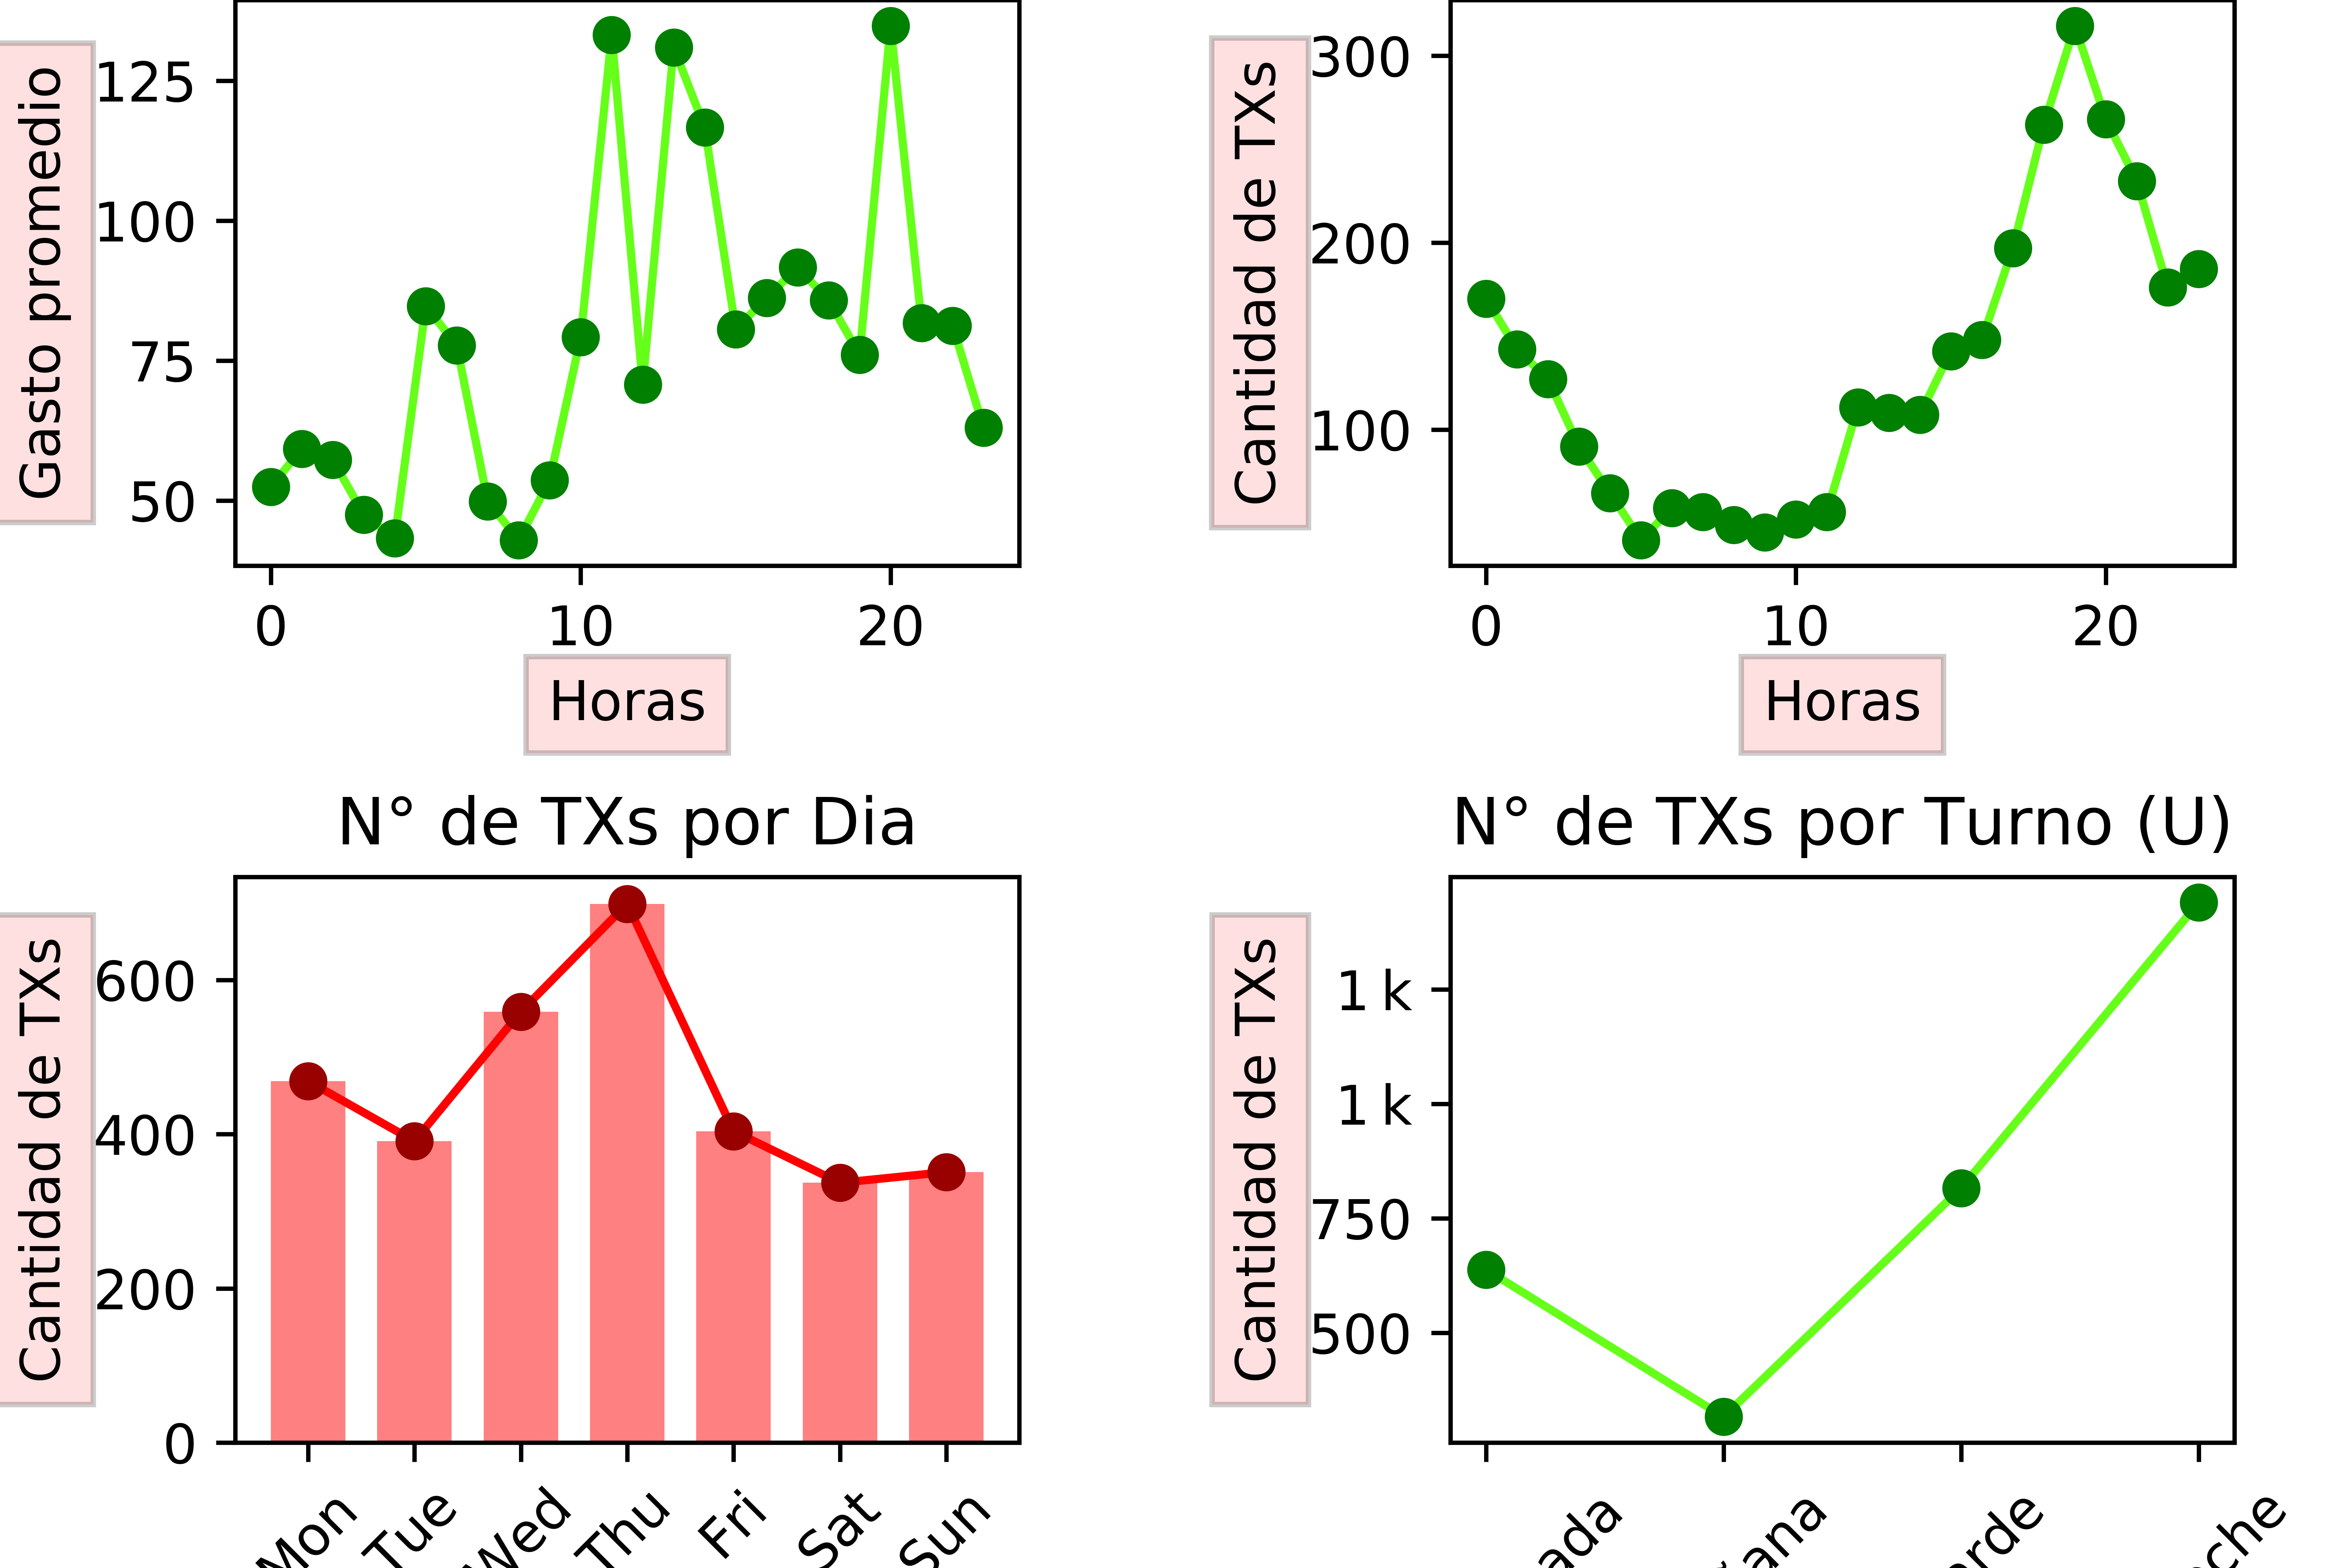 Gasto promedio
125
100
75
50
0 10 20
Horas
Cantidad de TXs
300
200
100
0 10 20
Horas
N° de TXs por Dia
Cantidad de TXs
600
400
200
0
Mon Tue Wed Thu Fri Sat Sun
N° de TXs por Turno (U)
Cantidad de TXs
1 k
1 k
750
500